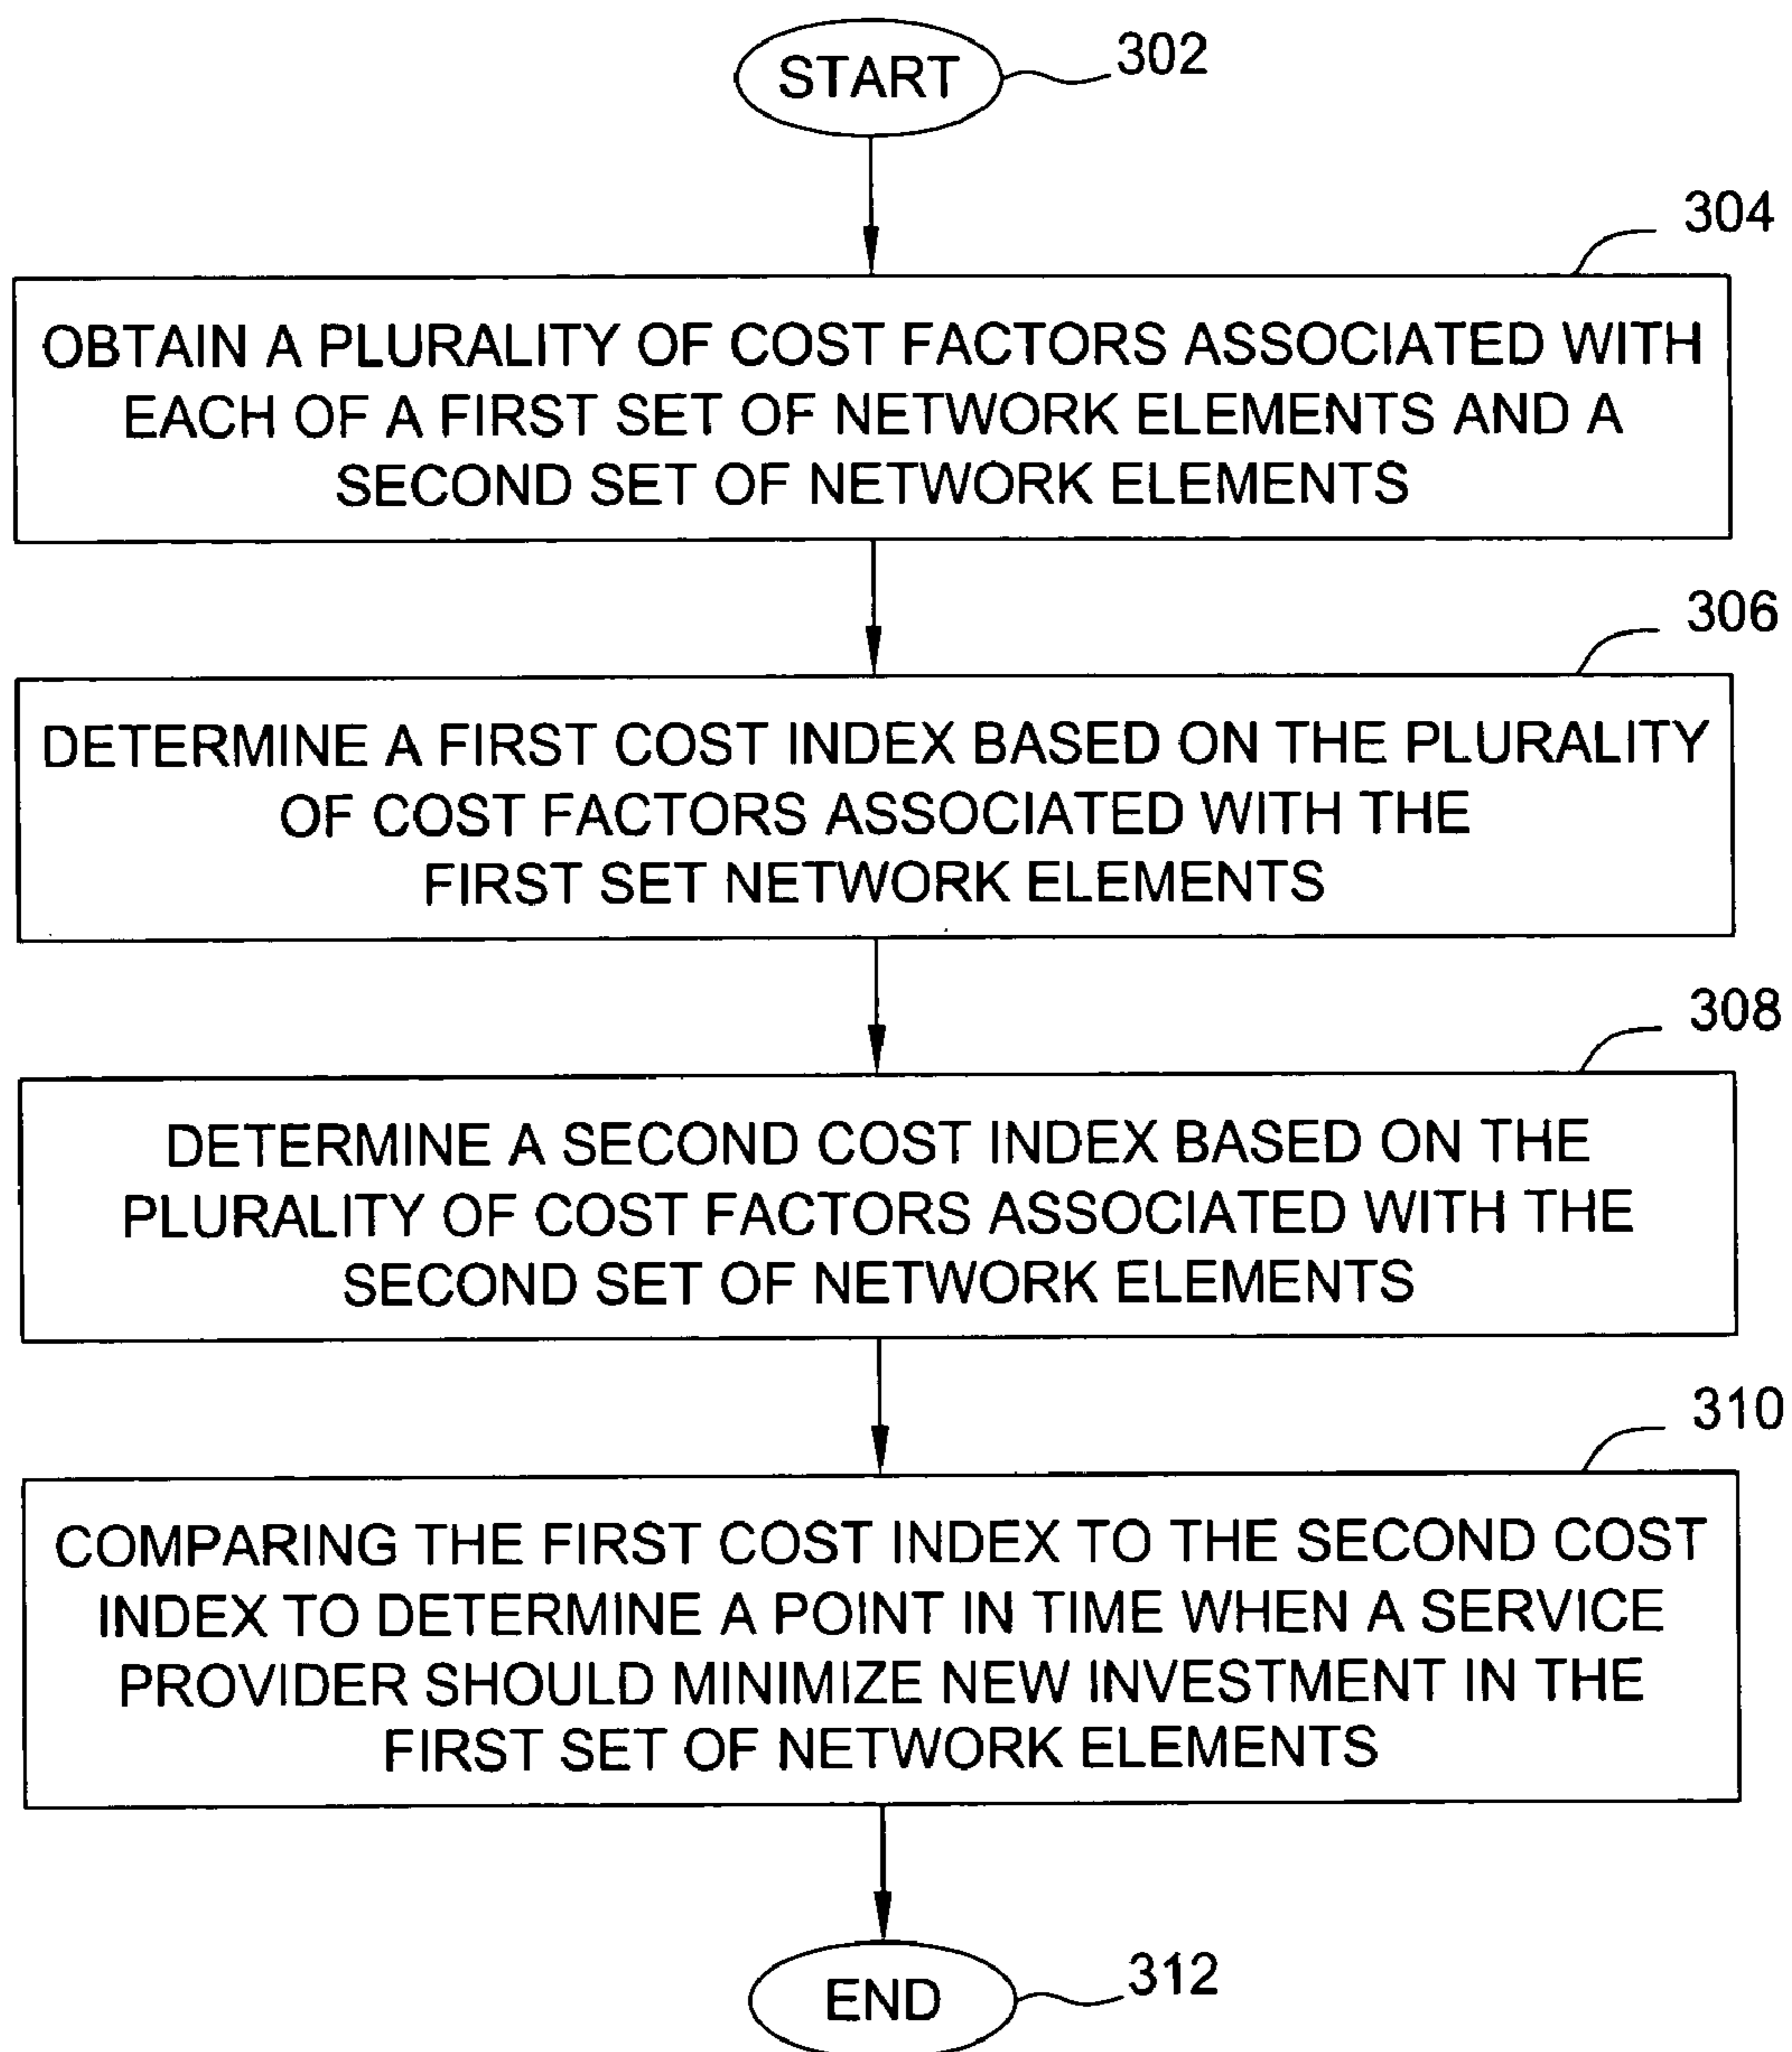 START
302
304
OBTAIN A PLURALITY OF COST FACTORS ASSOCIATED WITH
EACH OF A FIRST SET OF NETWORK ELEMENTS AND A
SECOND SET OF NETWORK ELEMENTS
306
DETERMINE A FIRST COST INDEX BASED ON THE PLURALITY
OF COST FACTORS ASSOCIATED WITH THE
FIRST SET NETWORK ELEMENTS
308
DETERMINE A SECOND COST INDEX BASED ON THE
PLURALITY OF COST FACTORS ASSOCIATED WITH THE
SECOND SET OF NETWORK ELEMENTS
310
COMPARING THE FIRST COST INDEX TO THE SECOND COST
INDEX TO DETERMINE A POINT IN TIME WHEN A SERVICE
PROVIDER SHOULD MINIMIZE NEW INVESTMENT IN THE
FIRST SET OF NETWORK ELEMENTS
END
312